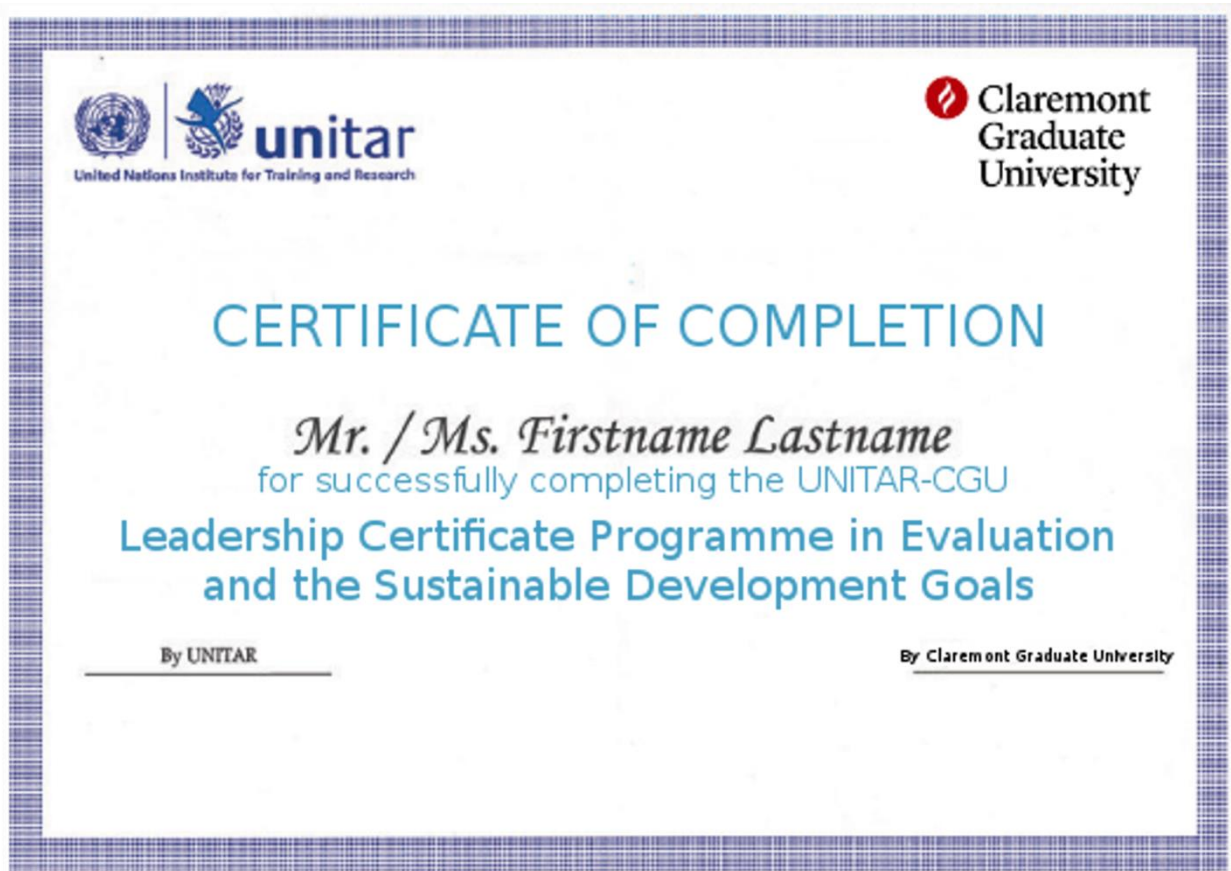 unitar
United Nations Institute for Training and Research
Claremont
Graduate
University
CERTIFICATE OF COMPLETION
Mr. / Ms. Firstname Lastname
for successfully completing the UNITAR-CGU
Leadership Certificate Programme in Evaluation
and the Sustainable Development Goals
By UNITAR
By Claremont Graduate University